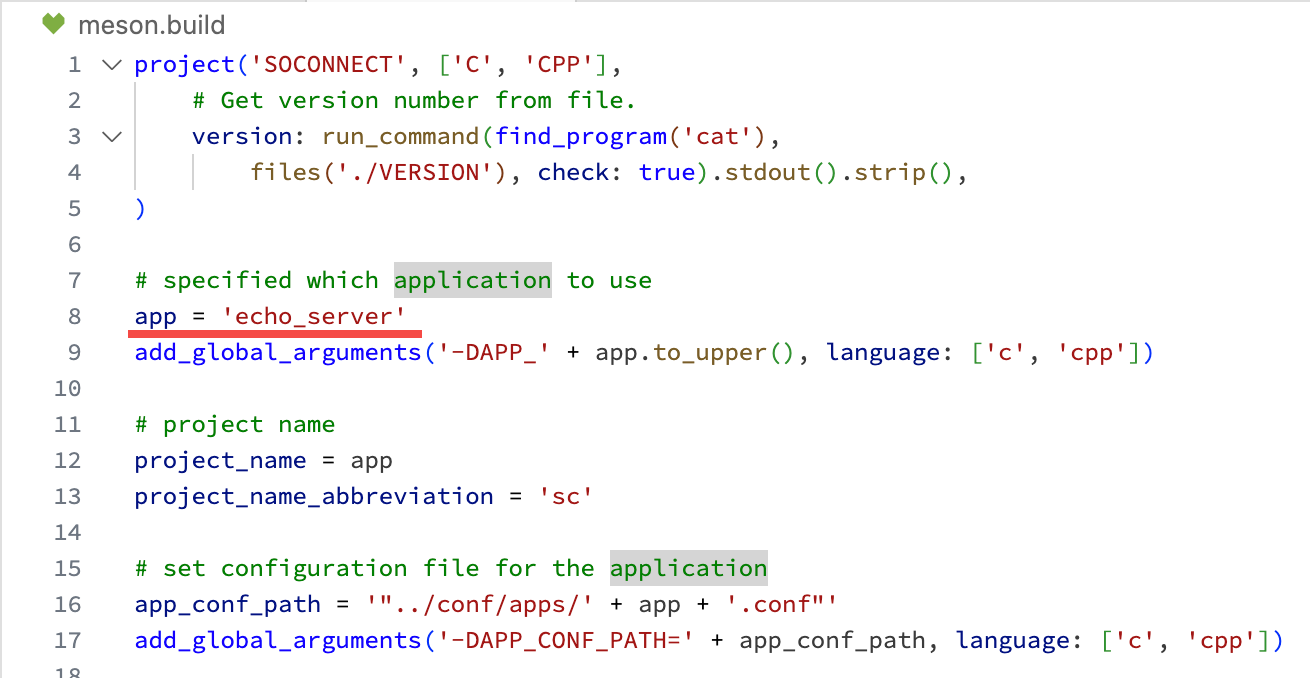 meson.build
1 project('SOCONNECT', ['C', 'CPP'],
2 # Get version number from file.
3 version: run_command(find_program('cat'),
4 files('./VERSION'), check: true).stdout().strip(),
5 )
6
7 # specified which application to use
8 app = 'echo_server'
9 add_global_arguments('-DAPP_' + app.to_upper(), language: ['c', 'cpp'])
10
11 # project name
12 project_name = app
13 project_name_abbreviation = 'sc'
14
15 # set configuration file for the application
16 app_conf_path = '"../conf/apps/' + app + '.conf"'
17 add_global_arguments('-DAPP_CONF_PATH=' + app_conf_path, language: ['c', 'cpp'])
18